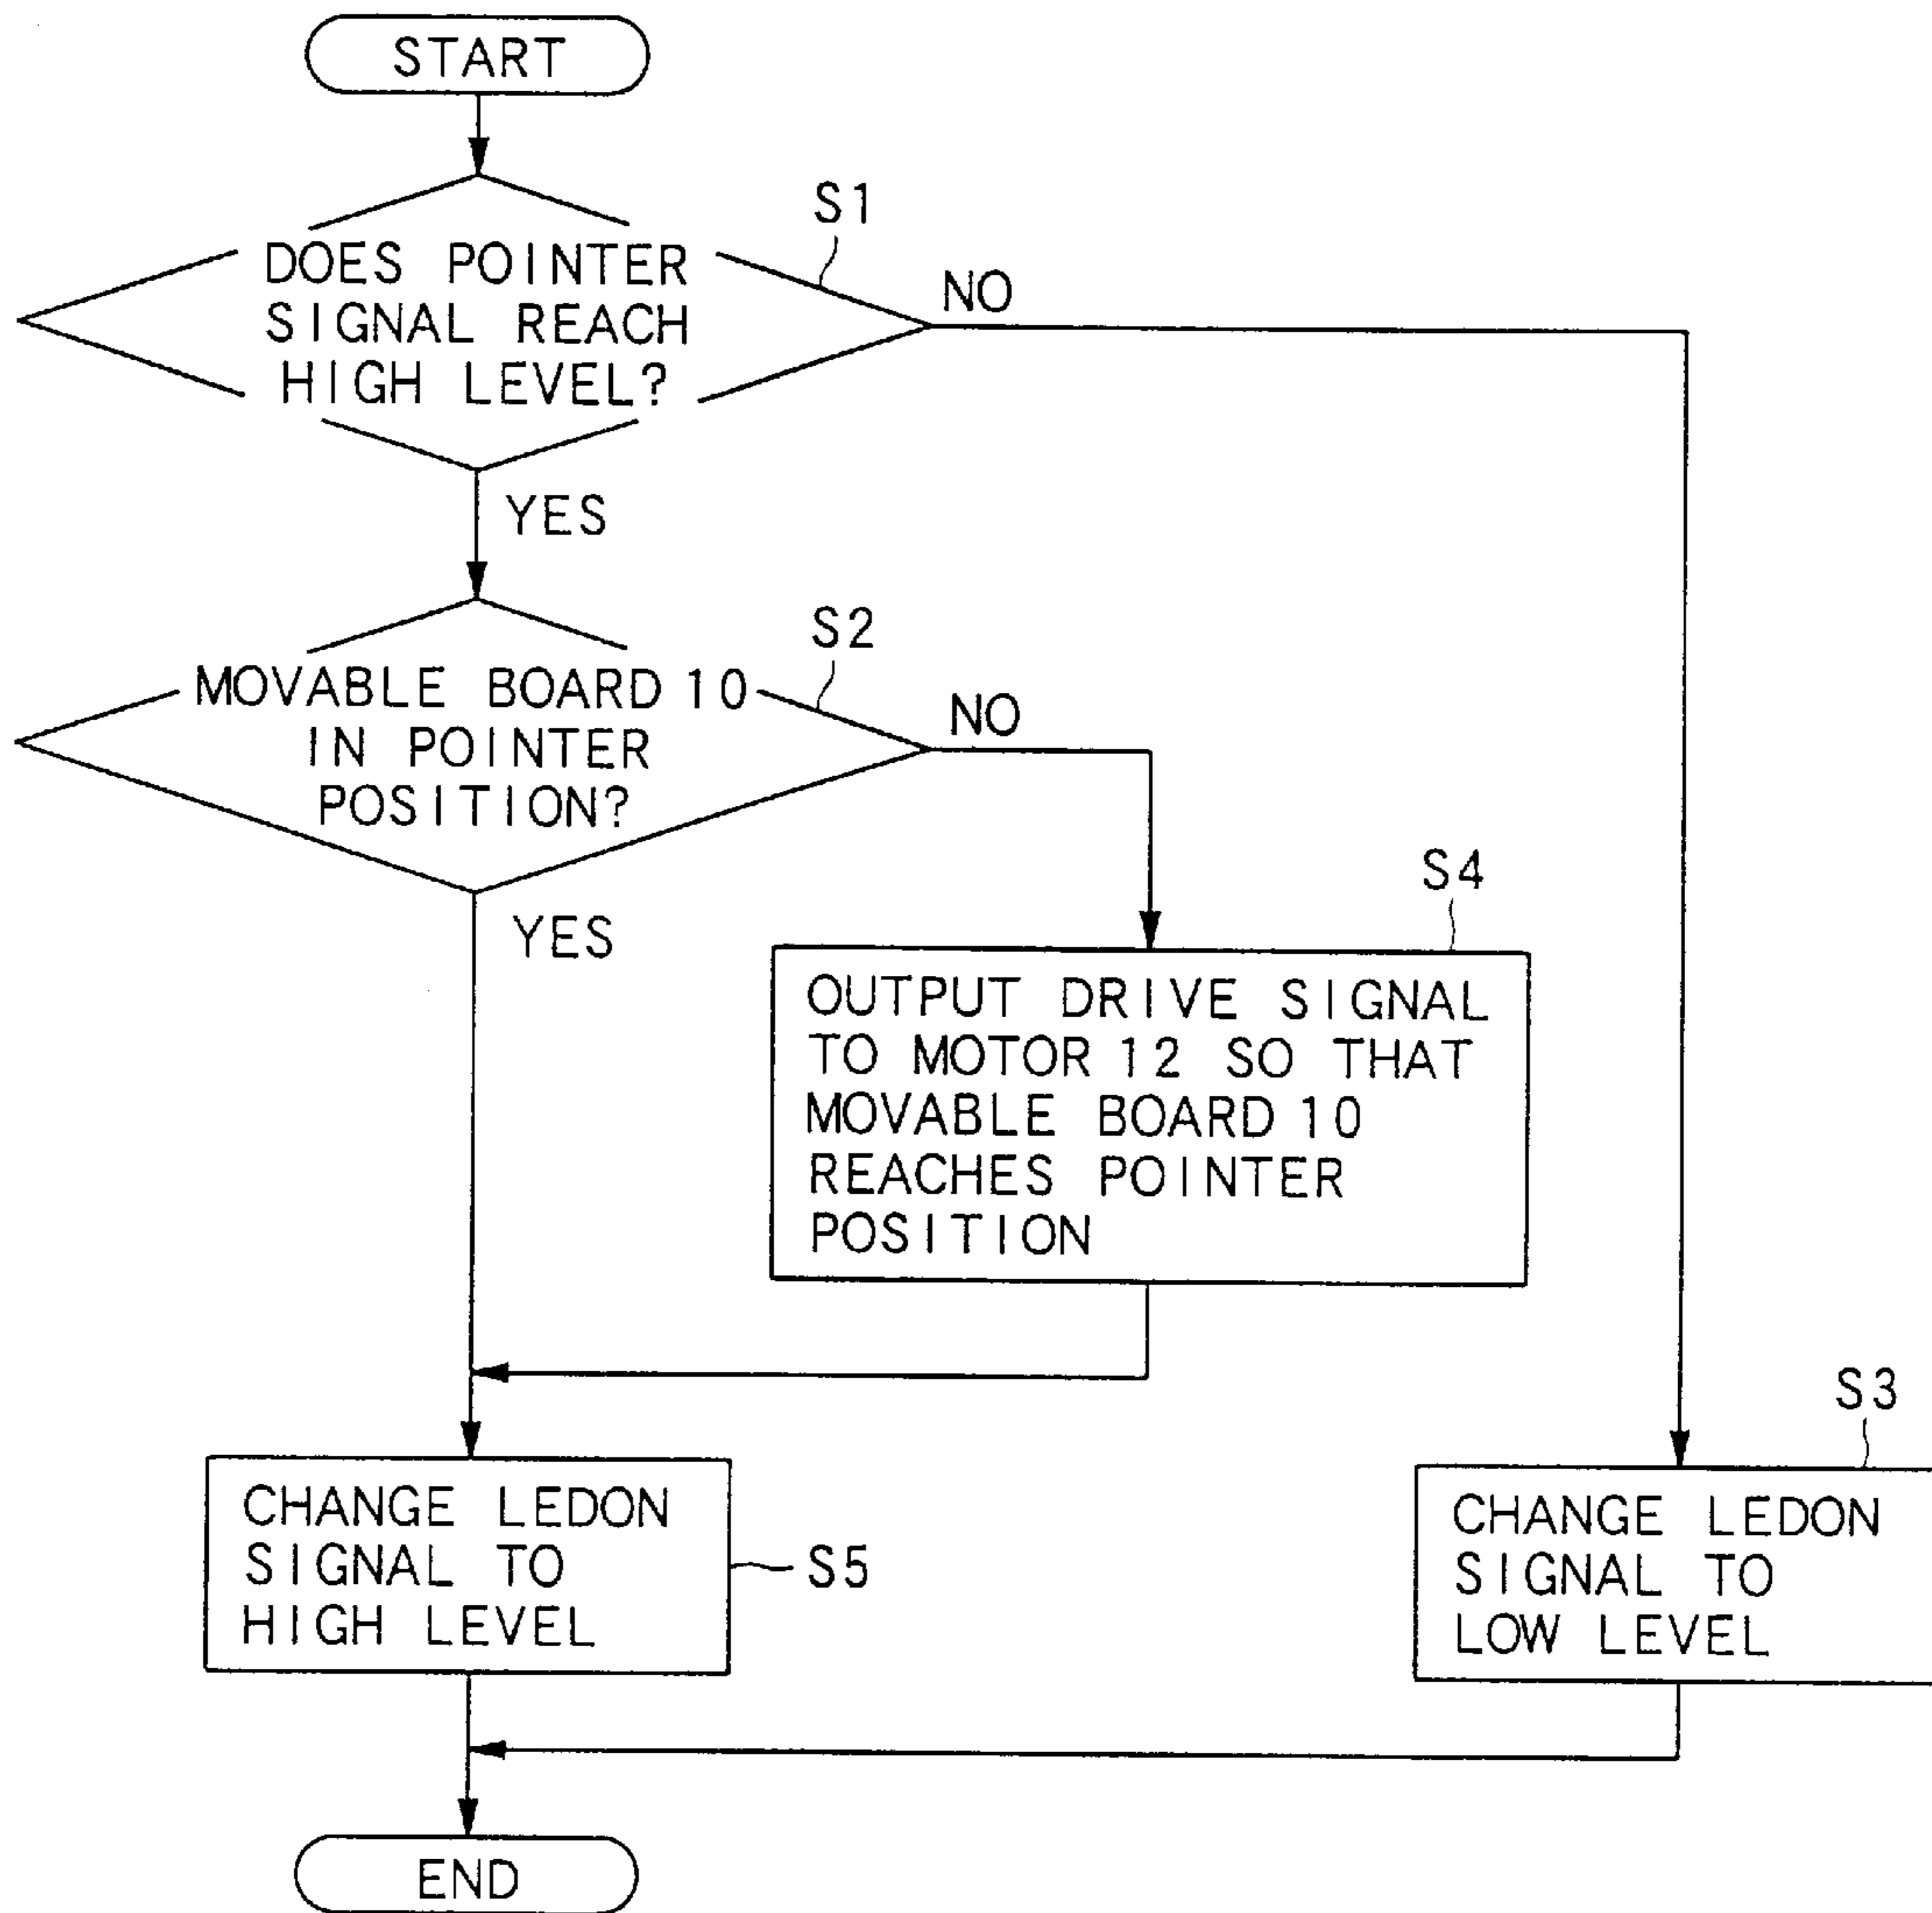 START
S1
DOES POINTER
SIGNAL REACH
HIGH LEVEL?
NO
YES
S2
MOVABLE BOARD 10
IN POINTER
POSITION?
NO
YES
S4
OUTPUT DRIVE SIGNAL
TO MOTOR 12 SO THAT
MOVABLE BOARD 10
REACHES POINTER
POSITION
S3
CHANGE LEDON
SIGNAL TO
HIGH LEVEL
S5
CHANGE LEDON
SIGNAL TO
LOW LEVEL
END